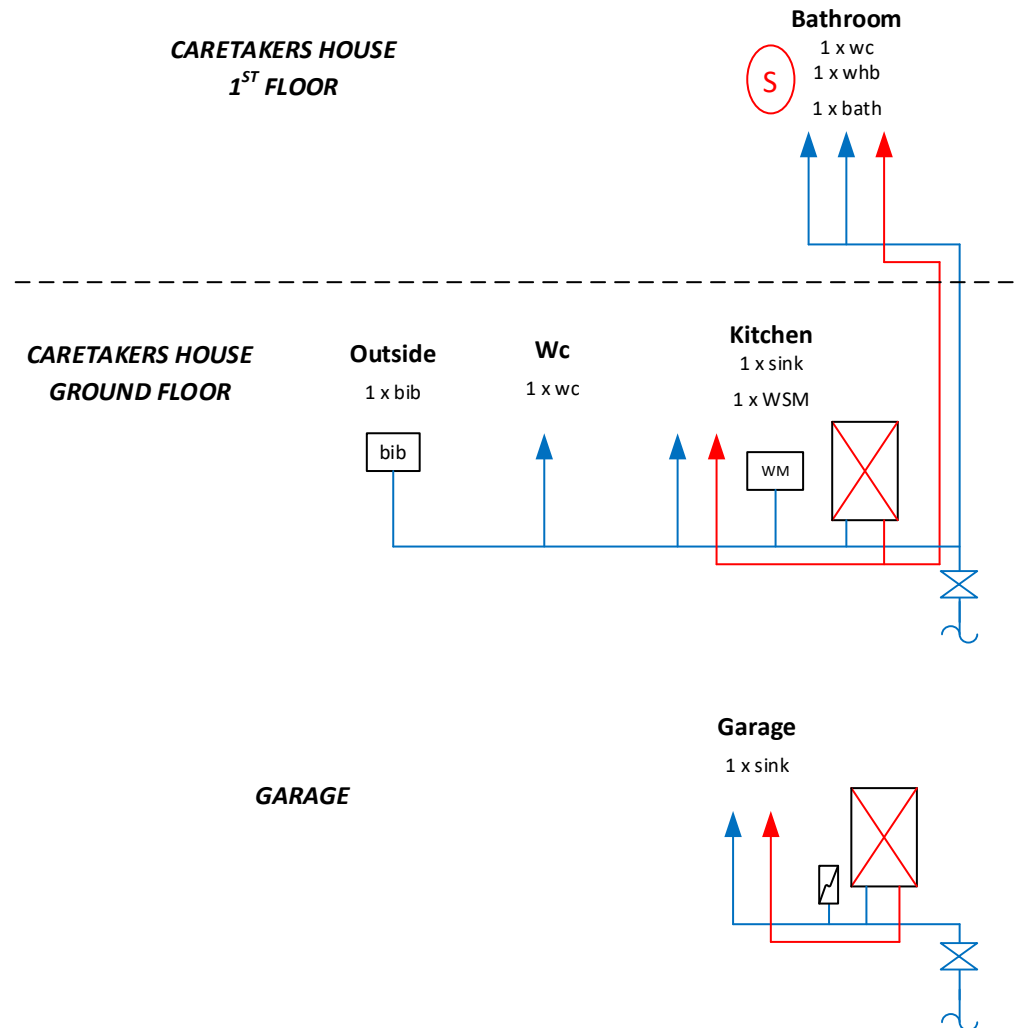 CARETAKERS HOUSE
1ST FLOOR
Bathroom
1 x wc
1 x whb
1 x bath
S
CARETAKERS HOUSE
GROUND FLOOR
Outside
1 x bib
bib
Wc
1 x wc
Kitchen
1 x sink
1 x WSM
WM
GARAGE
Garage
1 x sink